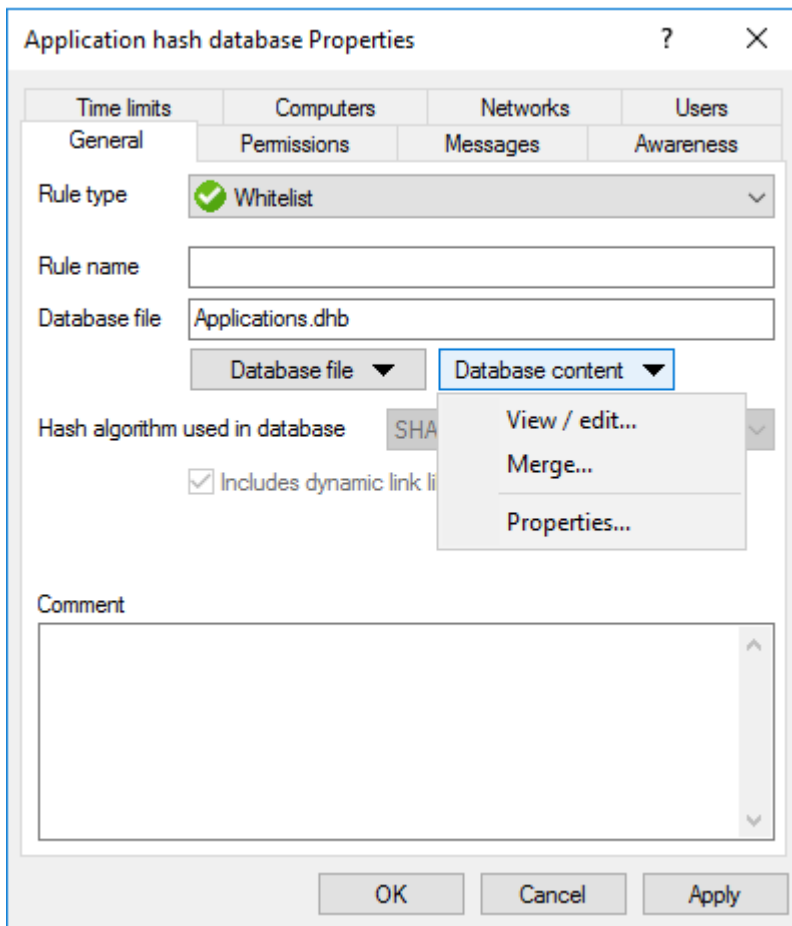 Application hash database Properties
Time limits Computers Networks Users
General Permissions Messages Awareness
Rule type Whitelist
Rule name
Database file Applications.dhb
Database file Database content
Hash algorithm used in database SHA
Includes dynamic link li
View / edit...
Merge...
Properties...
Comment
OK Cancel Apply